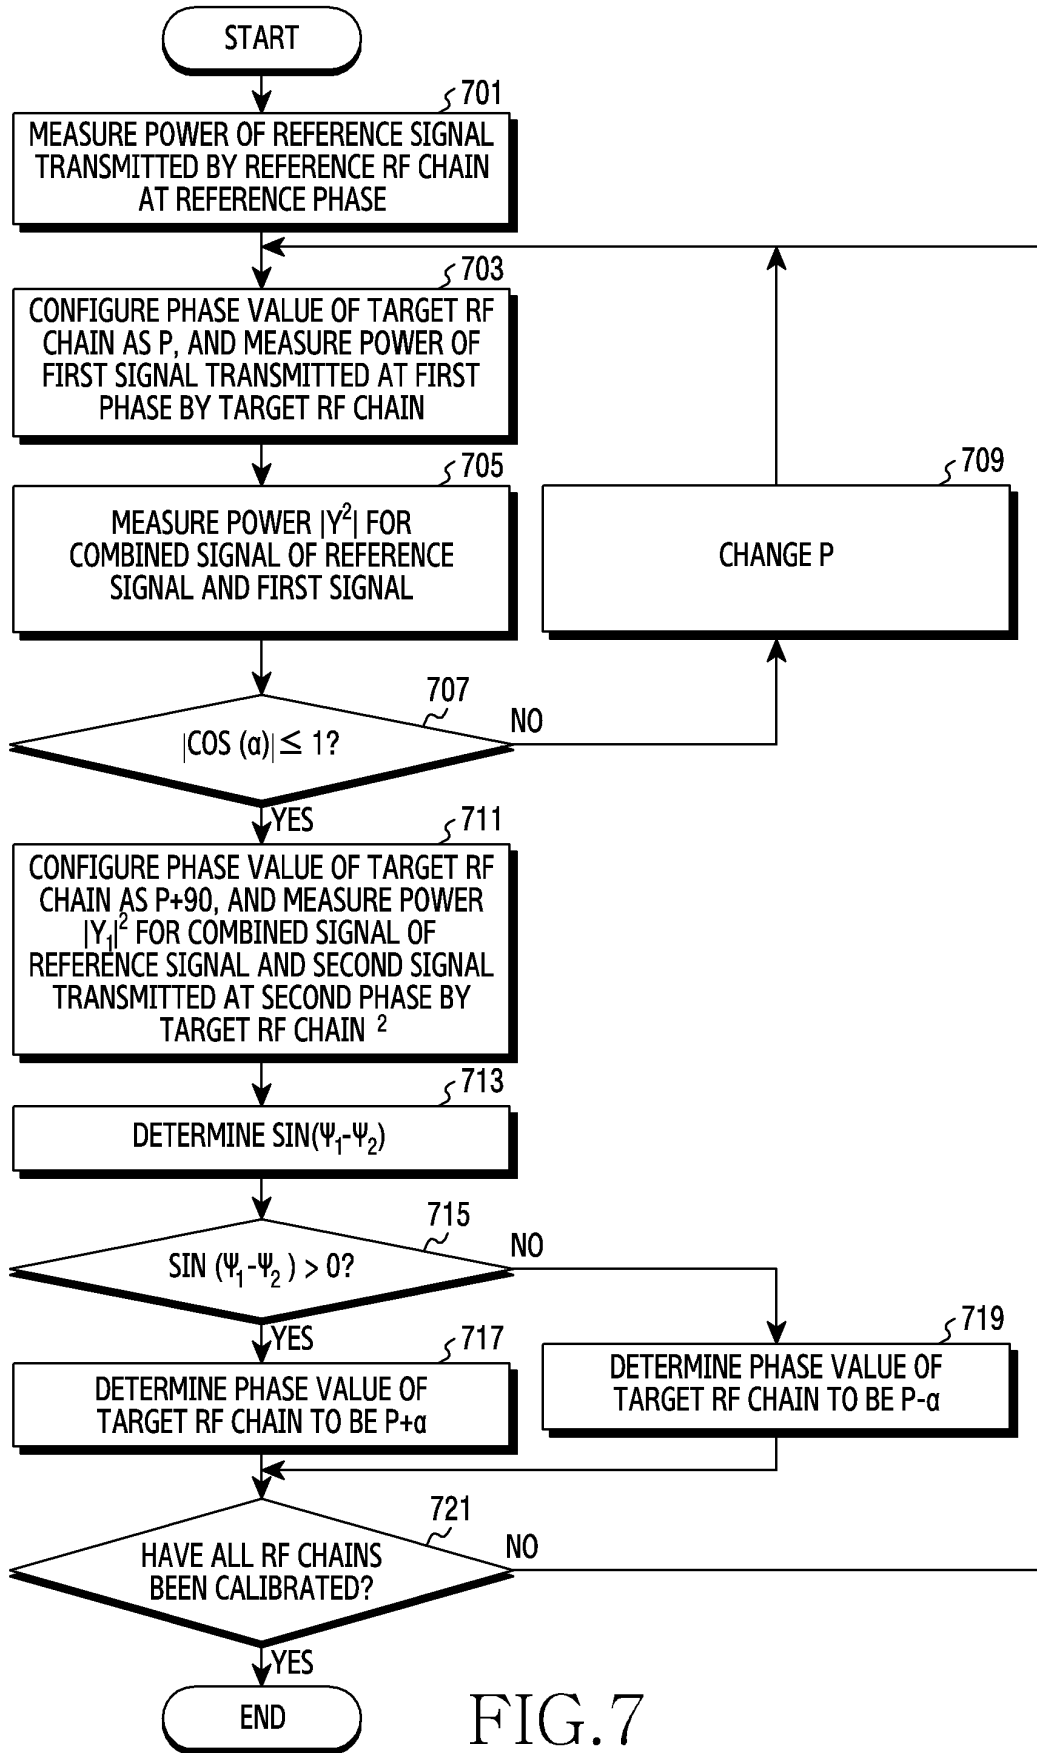 START
701
MEASURE POWER OF REFERENCE SIGNAL
TRANSMITTED BY REFERENCE RF CHAIN
AT REFERENCE PHASE
703
CONFIGURE PHASE VALUE OF TARGET RF
CHAIN AS P, AND MEASURE POWER OF
FIRST SIGNAL TRANSMITTED AT FIRST
PHASE BY TARGET RF CHAIN
705
MEASURE POWER |Y²| FOR
COMBINED SIGNAL OF REFERENCE
SIGNAL AND FIRST SIGNAL
709
CHANGE P
707
|COS (α)| ≤ 1?
NO
YES
711
CONFIGURE PHASE VALUE OF TARGET RF
CHAIN AS P+90, AND MEASURE POWER
|Y₁|² FOR COMBINED SIGNAL OF
REFERENCE SIGNAL AND SECOND SIGNAL
TRANSMITTED AT SECOND PHASE BY
TARGET RF CHAIN ²
713
DETERMINE SIN(Ψ₁-Ψ₂)
715
SIN (Ψ₁-Ψ₂ ) > 0?
NO
YES
717
DETERMINE PHASE VALUE OF
TARGET RF CHAIN TO BE P+α
719
DETERMINE PHASE VALUE OF
TARGET RF CHAIN TO BE P-α
721
HAVE ALL RF CHAINS
BEEN CALIBRATED?
NO
YES
END
FIG.7